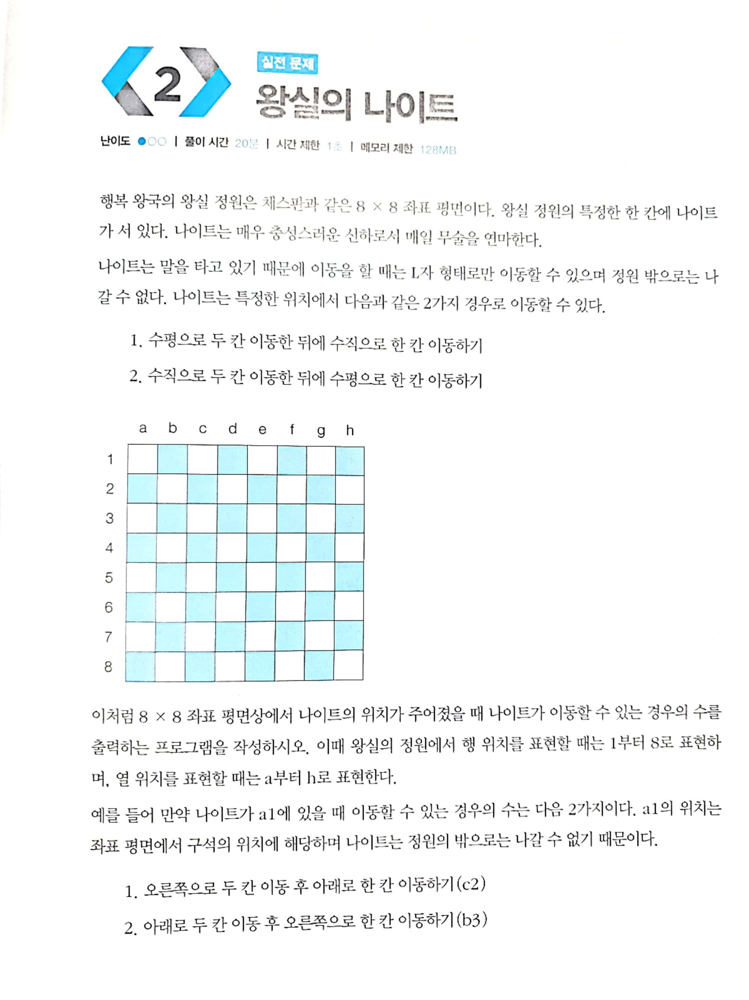 2
실전 문제
왕실의 나이트
난이도 ●○○ | 풀이 시간 20분 | 시간 제한 1초 | 메모리 제한 128MB
행복 왕국의 왕실 정원은 체스판과 같은 8 × 8 좌표 평면이다. 왕실 정원의 특정한 한 칸에 나이트
가 서 있다. 나이트는 매우 충성스러운 신하로서 매일 무술을 연마한다.
나이트는 말을 타고 있기 때문에 이동을 할 때는 L자 형태로만 이동할 수 있으며 정원 밖으로는 나
갈 수 없다. 나이트는 특정한 위치에서 다음과 같은 2가지 경우로 이동할 수 있다.
1. 수평으로 두 칸 이동한 뒤에 수직으로 한 칸 이동하기
2. 수직으로 두 칸 이동한 뒤에 수평으로 한 칸 이동하기
a b c d e f g h
1
2
3
4
5
6
7
8
이처럼 8 × 8 좌표 평면상에서 나이트의 위치가 주어졌을 때 나이트가 이동할 수 있는 경우의 수를
출력하는 프로그램을 작성하시오. 이때 왕실의 정원에서 행 위치를 표현할 때는 1부터 8로 표현하
며, 열 위치를 표현할 때는 a부터 h로 표현한다.
예를 들어 만약 나이트가 a1에 있을 때 이동할 수 있는 경우의 수는 다음 2가지이다. a1의 위치는
좌표 평면에서 구석의 위치에 해당하며 나이트는 정원의 밖으로는 나갈 수 없기 때문이다.
1. 오른쪽으로 두 칸 이동 후 아래로 한 칸 이동하기(c2)
2. 아래로 두 칸 이동 후 오른쪽으로 한 칸 이동하기(b3)